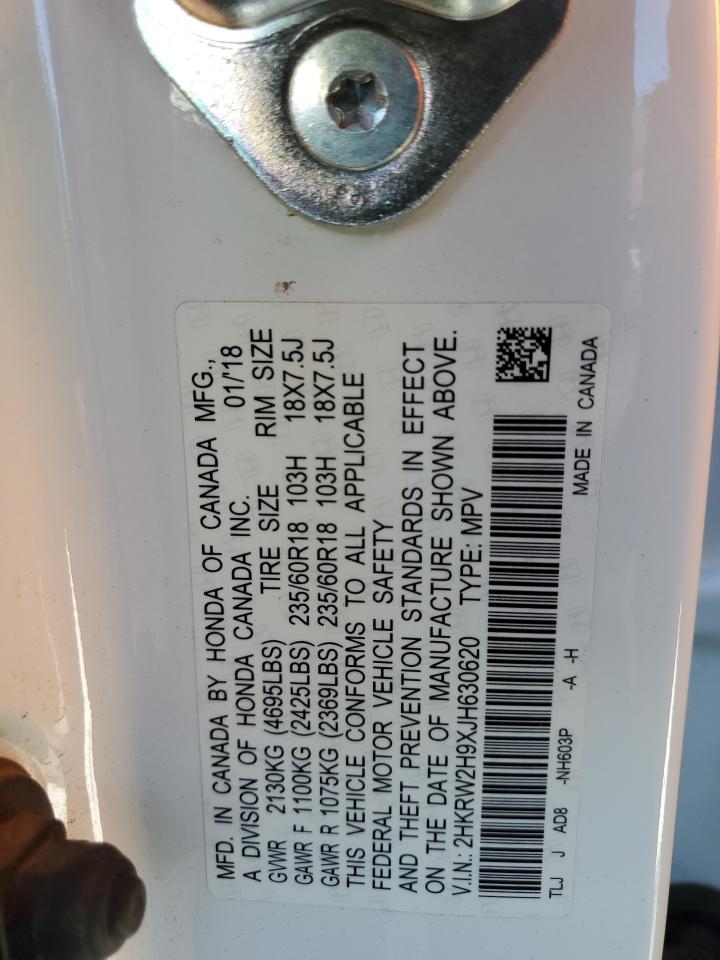 MFD. IN CANADA BY HONDA OF CANADA MFG.,
A DIVISION OF HONDA CANADA INC. 01/'18
GVWR 2130KG (4695LBS) TIRE SIZE RIM SIZE
GAWR F 1100KG (2425LBS) 235/60R18 103H 18X7.5J
GAWR R 1075KG (2369LBS) 235/60R18 103H 18X7.5J
THIS VEHICLE CONFORMS TO ALL APPLICABLE
FEDERAL MOTOR VEHICLE SAFETY
AND THEFT PREVENTION STANDARDS IN EFFECT
ON THE DATE OF MANUFACTURE SHOWN ABOVE.
V.I.N.: 2HKRW2H9XJH630620 TYPE: MPV
TLJ J AD8 -NH603P -A -H MADE IN CANADA